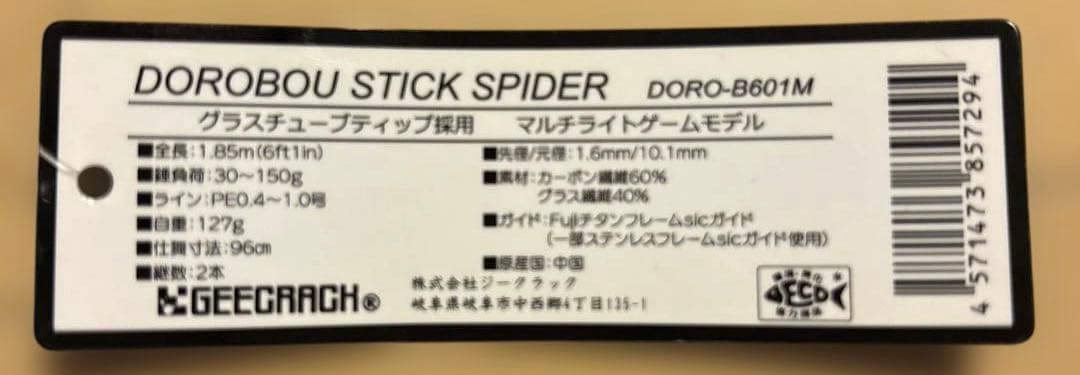 DOROBOU STICK SPIDER DORO-B601M
グラスチューブティップ採用 マルチライトゲームモデル
■全長:1.85m(6ft1in)
■錘負荷:30～150g
■ライン:PE0.4～1.0号
■自重:127g
■仕舞寸法:96cm
■継数:2本
■先径/元径:1.6mm/10.1mm
■素材:カーボン繊維60%
グラス繊維40%
■ガイド:Fujiチタンフレームsicガイド
(一部ステンレスフレームsicガイド使用)
■原産国:中国
GEECRACK®
株式会社ジークラック
岐阜県岐阜市中西郷4丁目135-1
ECO
4 571473 857294